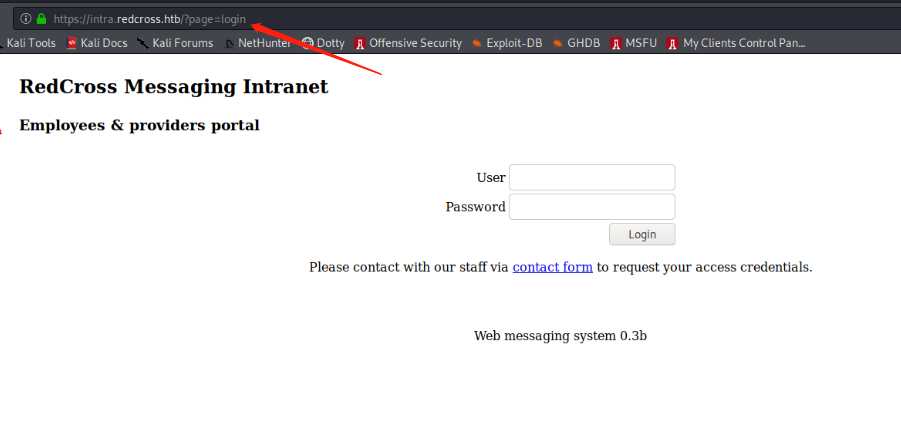 https://intra.redcross.htb/?page=login
Kali Tools Kali Docs Kali Forums NetHunter Dotty Offensive Security Exploit-DB GHDB MSFU My Clients Control Pan...
RedCross Messaging Intranet
Employees & providers portal
User
Password
Login
Please contact with our staff via contact form to request your access credentials.
Web messaging system 0.3b